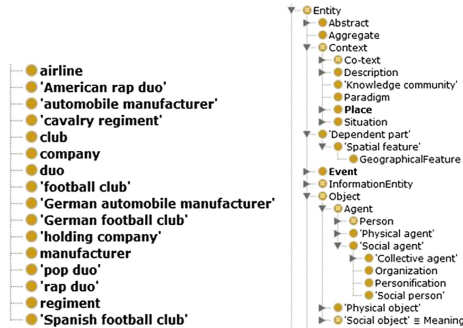 airline
'American rap duo'
'automobile manufacturer'
'cavalry regiment'
club
company
duo
'football club'
'German automobile manufacturer'
'German football club'
'holding company'
manufacturer
'pop duo'
'rap duo'
regiment
'Spanish football club'
Entity
Abstract
Aggregate
Context
Co-text
Description
'Knowledge community'
Paradigm
Place
Situation
'Dependent part'
'Spatial feature'
GeographicalFeature
Event
InformationEntity
Object
Agent
Person
'Physical agent'
'Social agent'
'Collective agent'
Organization
Personification
'Social person'
'Physical object'
'Social object' ≡ Meaning